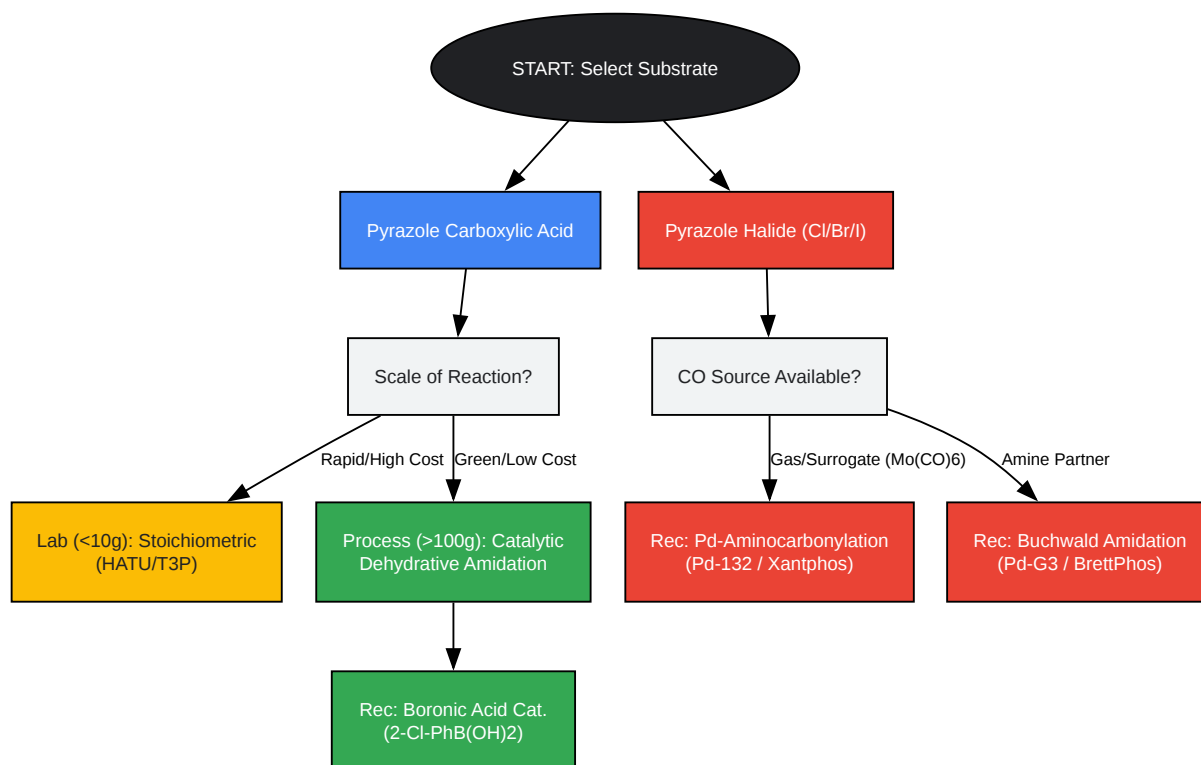 START: Select Substrate
Pyrazole Carboxylic Acid
Pyrazole Halide (Cl/Br/I)
Scale of Reaction?
CO Source Available?
Rapid/High Cost
Green/Low Cost
Gas/Surrogate (Mo(CO)6)
Amine Partner
Lab (<10g): Stoichiometric
(HATU/T3P)
Process (>100g): Catalytic
Dehydrative Amidation
Rec: Pd-Aminocarbonylation
(Pd-132 / Xantphos)
Rec: Buchwald Amidation
(Pd-G3 / BrettPhos)
Rec: Boronic Acid Cat.
(2-Cl-PhB(OH)2)